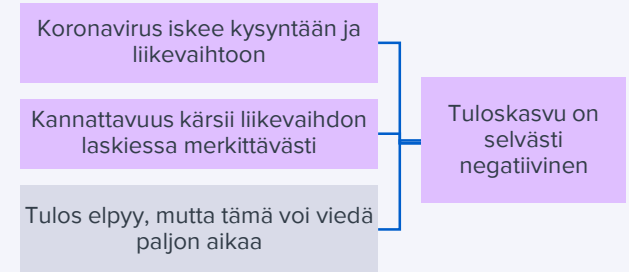 Koronavirus iskee kysyntään ja
liikevaihtoon
Kannattavuus kärsii liikevaihdon
laskiessa merkittävästi
Tulos elpyy, mutta tämä voi viedä
paljon aikaa
Tuloskasvu on
selvästi
negatiivinen